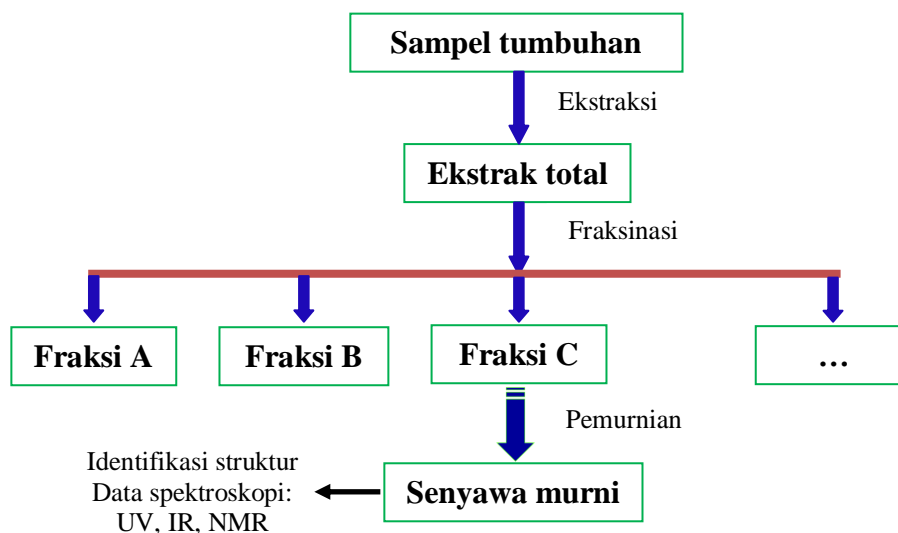 Sampel tumbuhan
Ekstraksi
Ekstrak total
Fraksinasi
Fraksi A
Fraksi B
Fraksi C
...
Pemurnian
Identifikasi struktur
Data spektroskopi:
UV, IR, NMR
Senyawa murni